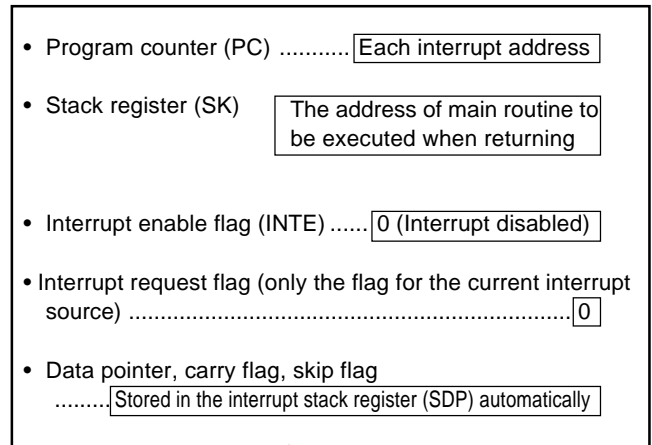 • Program counter (PC) ........... Each interrupt address
• Stack register (SK) The address of main routine to
be executed when returning
• Interrupt enable flag (INTE) ...... 0 (Interrupt disabled)
• Interrupt request flag (only the flag for the current interrupt
source) ...................................................................... 0
• Data pointer, carry flag, skip flag
......... Stored in the interrupt stack register (SDP) automatically